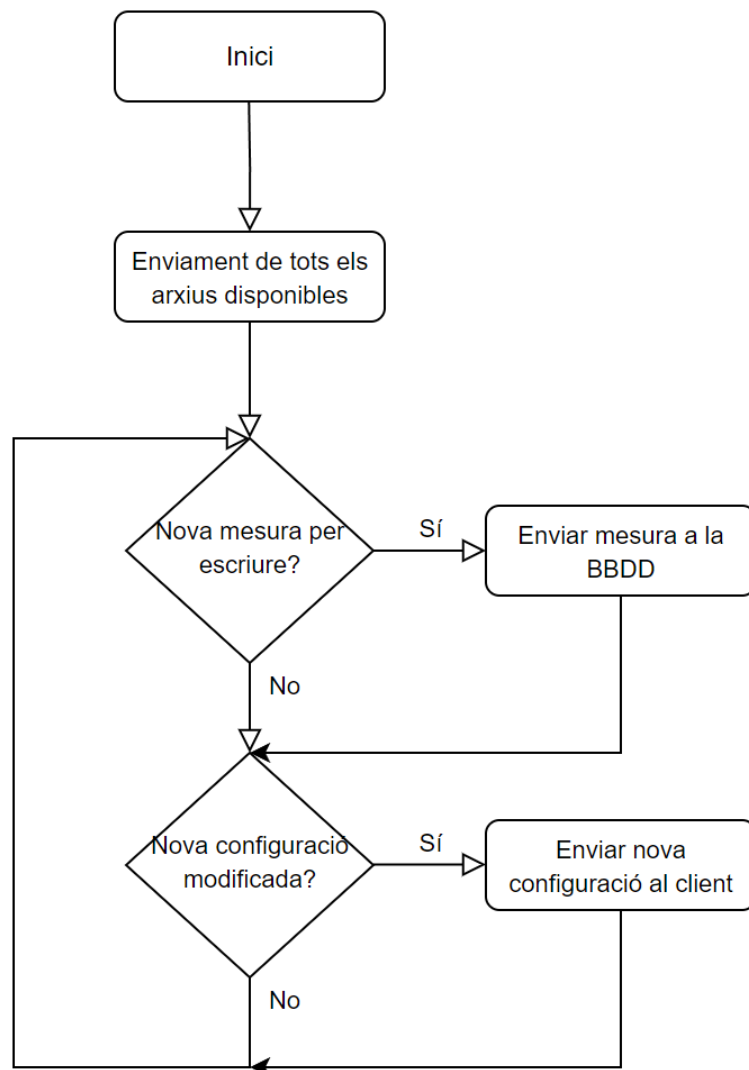 Inici
Enviament de tots els
arxius disponibles
Nova mesura per
escriure?
Sí
Enviar mesura a la
BBDD
No
Nova configuració
modificada?
Sí
Enviar nova
configuració al client
No